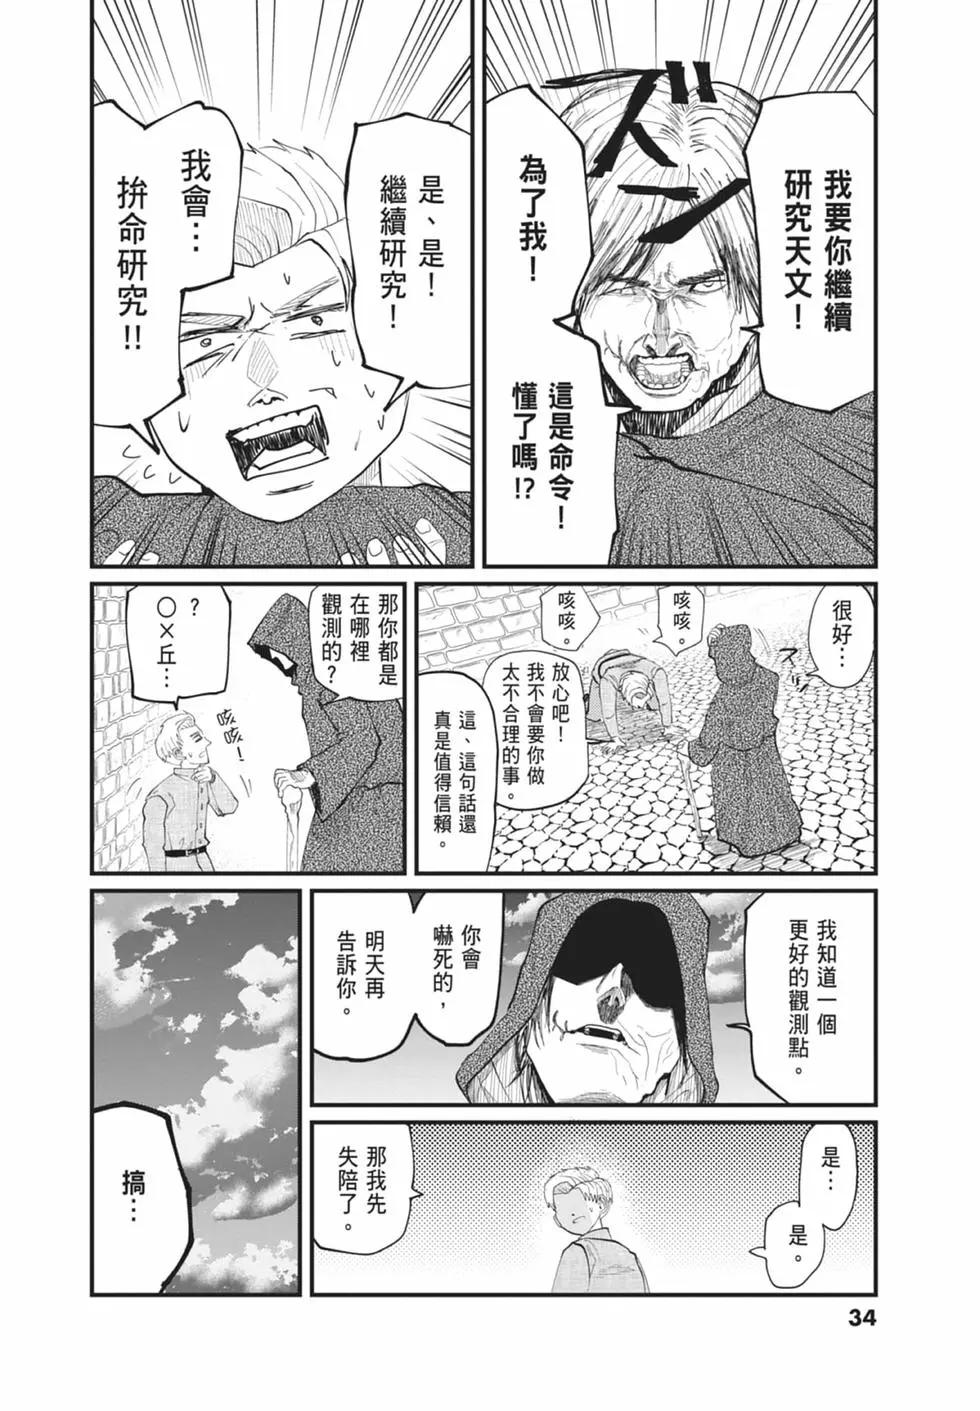 我要你繼續
研究天文！
ズズン
為了我！
這是命令！
懂了嗎!?
是、是！
繼續研究！
我會…
拚命研究!!
很好…
スッ
咳咳。
咳咳。
放心吧！
我不會要你做
太不合理的事。
這、這句話還
真是值得信賴。
那你都是
在哪裡
觀測的？
咳咳！
？
○×丘…
我知道一個
更好的觀測點。
你會
嚇死的，
明天再
告訴你。
是…
是。
那我先
失陪了。
搞…
34